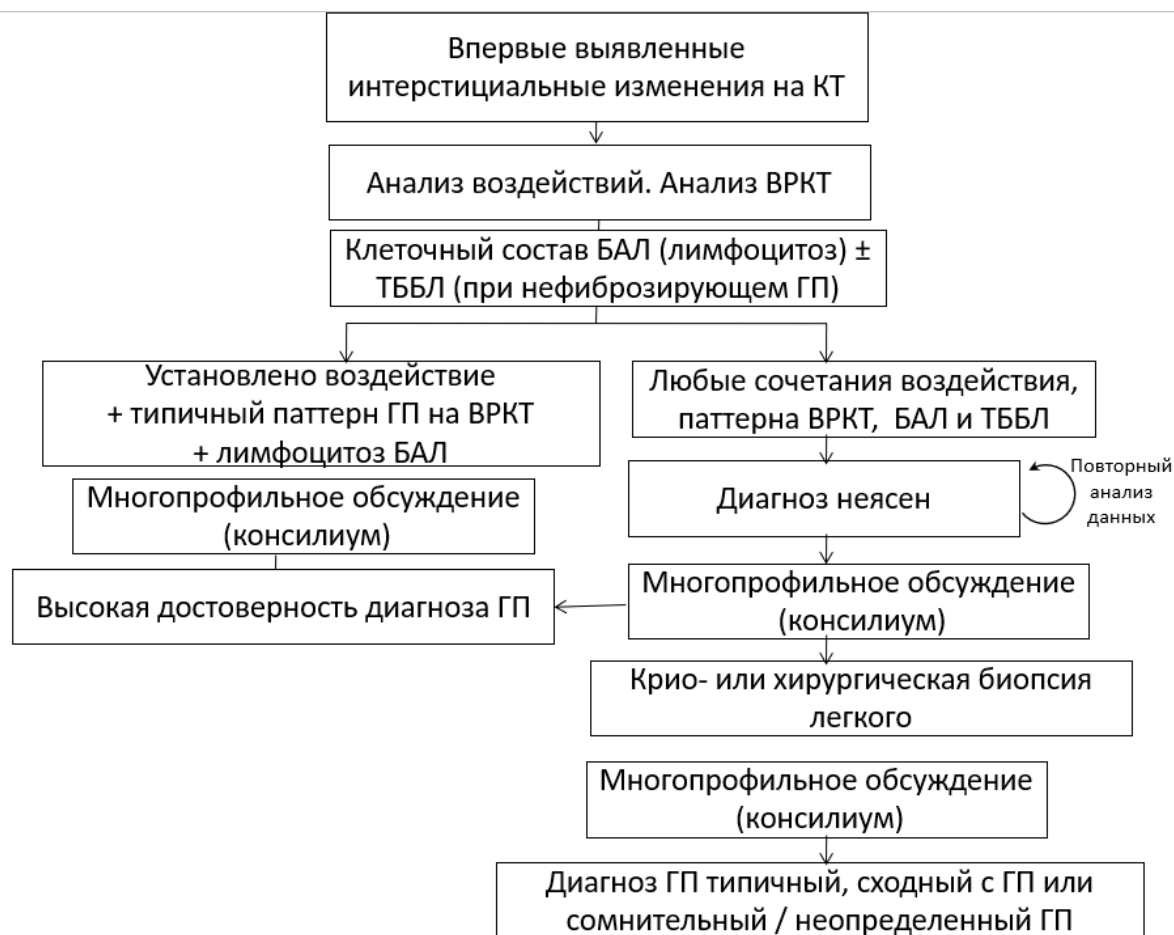 Впервые выявленные
интерстициальные изменения на КТ
Анализ воздействий. Анализ ВРКТ
Клеточный состав БАЛ (лимфоцитоз) ±
ТББЛ (при нефиброзирующем ГП)
Установлено воздействие
+ типичный паттерн ГП на ВРКТ
+ лимфоцитоз БАЛ
Любые сочетания воздействия,
паттерна ВРКТ, БАЛ и ТББЛ
Многопрофильное обсуждение
(консилиум)
Диагноз неясен
Повторный
анализ
данных
Высокая достоверность диагноза ГП
Многопрофильное обсуждение
(консилиум)
Крио- или хирургическая биопсия
легкого
Многопрофильное обсуждение
(консилиум)
Диагноз ГП типичный, сходный с ГП или
сомнительный / неопределенный ГП